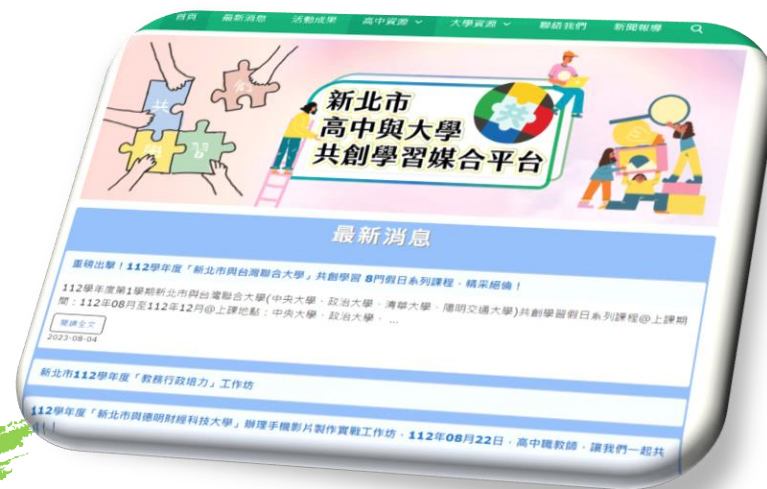 首頁 最新消息 活動成果 高中資源 大學資源 聯絡我們 新聞報導
共 創 學 習
新北市
高中與大學
共創學習媒合平台
最新消息
重磅出擊！112學年度「新北市與台灣聯合大學」共創學習 8門假日系列課程，精采絕倫！
112學年度第1學期新北市與台灣聯合大學(中央大學、政治大學、清華大學、陽明交通大學)共創學習假日系列課程@上課期
間：112年08月至112年12月@上課地點：中央大學、政治大學、 ...
閱讀全文
2023-08-04
新北市112學年度「教務行政培力」工作坊
112學年度「新北市與德明財經科技大學」辦理手機影片製作實戰工作坊，112年08月22日，高中職教師，讓我們一起共
！